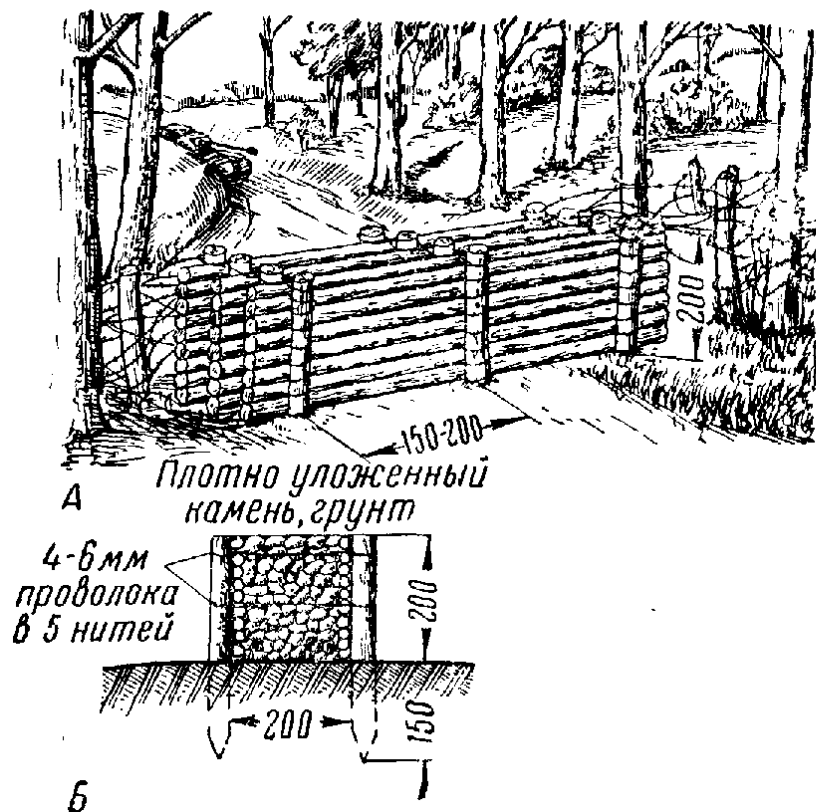 200
150-200
А
Плотно уложенный
камень, грунт
4-6мм
проволока
в 5 нитей
200
200
150
Б